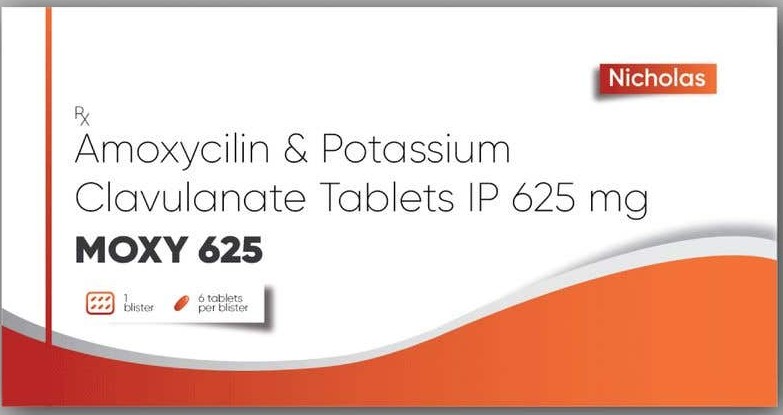 Nicholas
Rx
Amoxycilin & Potassium
Clavulanate Tablets IP 625 mg
MOXY 625
1
blister
6 tablets
per blister